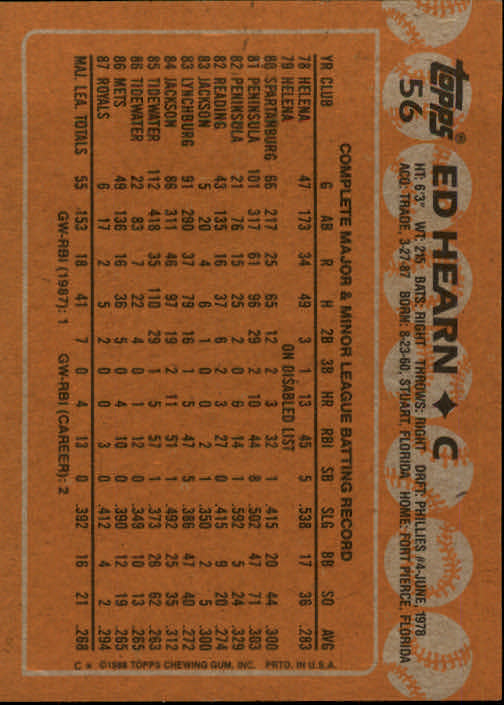 topps®
56
ED HEARN ♦ C
HT: 6'3" WT: 215 BATS: RIGHT THROWS: RIGHT DRFT: PHILLIES #4-JUNE, 1978
ACQ: TRADE, 3-27-87 BORN: 8-23-60, STUART, FLORIDA HOME: FORT PIERCE, FLORIDA
COMPLETE MAJOR & MINOR LEAGUE BATTING RECORD
YR CLUB G AB R H 2B 3B HR RBI SB SLG BB SO AVG
78 HELENA 47 173 34 49 3 1 13 45 5 .538 17 36 .283
79 HELENA ON DISABLED LIST
80 SPARTANBURG 66 217 25 65 12 2 3 32 1 .415 20 44 .300
81 PENINSULA 101 317 61 96 29 2 10 44 8 .502 47 71 .303
82 PENINSULA 21 76 15 25 2 0 6 14 1 .592 5 24 .329
82 READING 43 135 16 37 6 2 3 27 0 .415 9 20 .274
83 JACKSON 5 20 4 6 1 0 0 2 1 .350 2 5 .300
83 LYNCHBURG 91 290 37 79 16 1 5 47 5 .386 47 40 .272
84 JACKSON 86 311 46 97 19 2 11 51 1 .492 25 35 .312
85 TIDEWATER 112 418 35 110 29 1 5 57 1 .373 26 62 .263
86 TIDEWATER 22 83 7 22 4 0 1 12 0 .349 10 13 .265
86 METS 49 136 16 36 5 0 4 10 0 .390 12 19 .265
87 ROYALS 6 17 2 5 2 0 0 3 0 .412 4 2 .294
MAJ. LEA. TOTALS 55 153 18 41 7 0 4 13 0 .392 16 21 .268
GW-RBI (1987): 1 GW-RBI (CAREER): 2
C* ©1988 TOPPS CHEWING GUM, INC. PRTD. IN U.S.A.